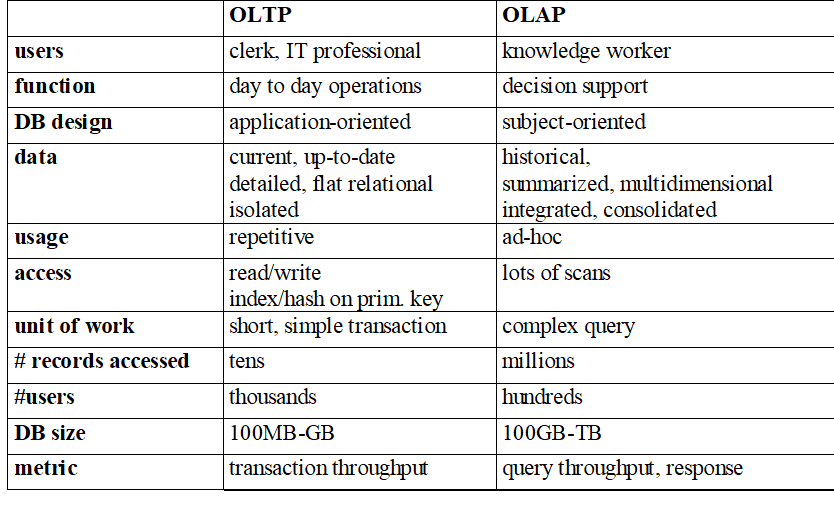 OLTP OLAP
users clerk, IT professional knowledge worker
function day to day operations decision support
DB design application-oriented subject-oriented
data current, up-to-date historical,
detailed, flat relational summarized, multidimensional
isolated integrated, consolidated
usage repetitive ad-hoc
access read/write lots of scans
index/hash on prim. key
unit of work short, simple transaction complex query
# records accessed tens millions
#users thousands hundreds
DB size 100MB-GB 100GB-TB
metric transaction throughput query throughput, response